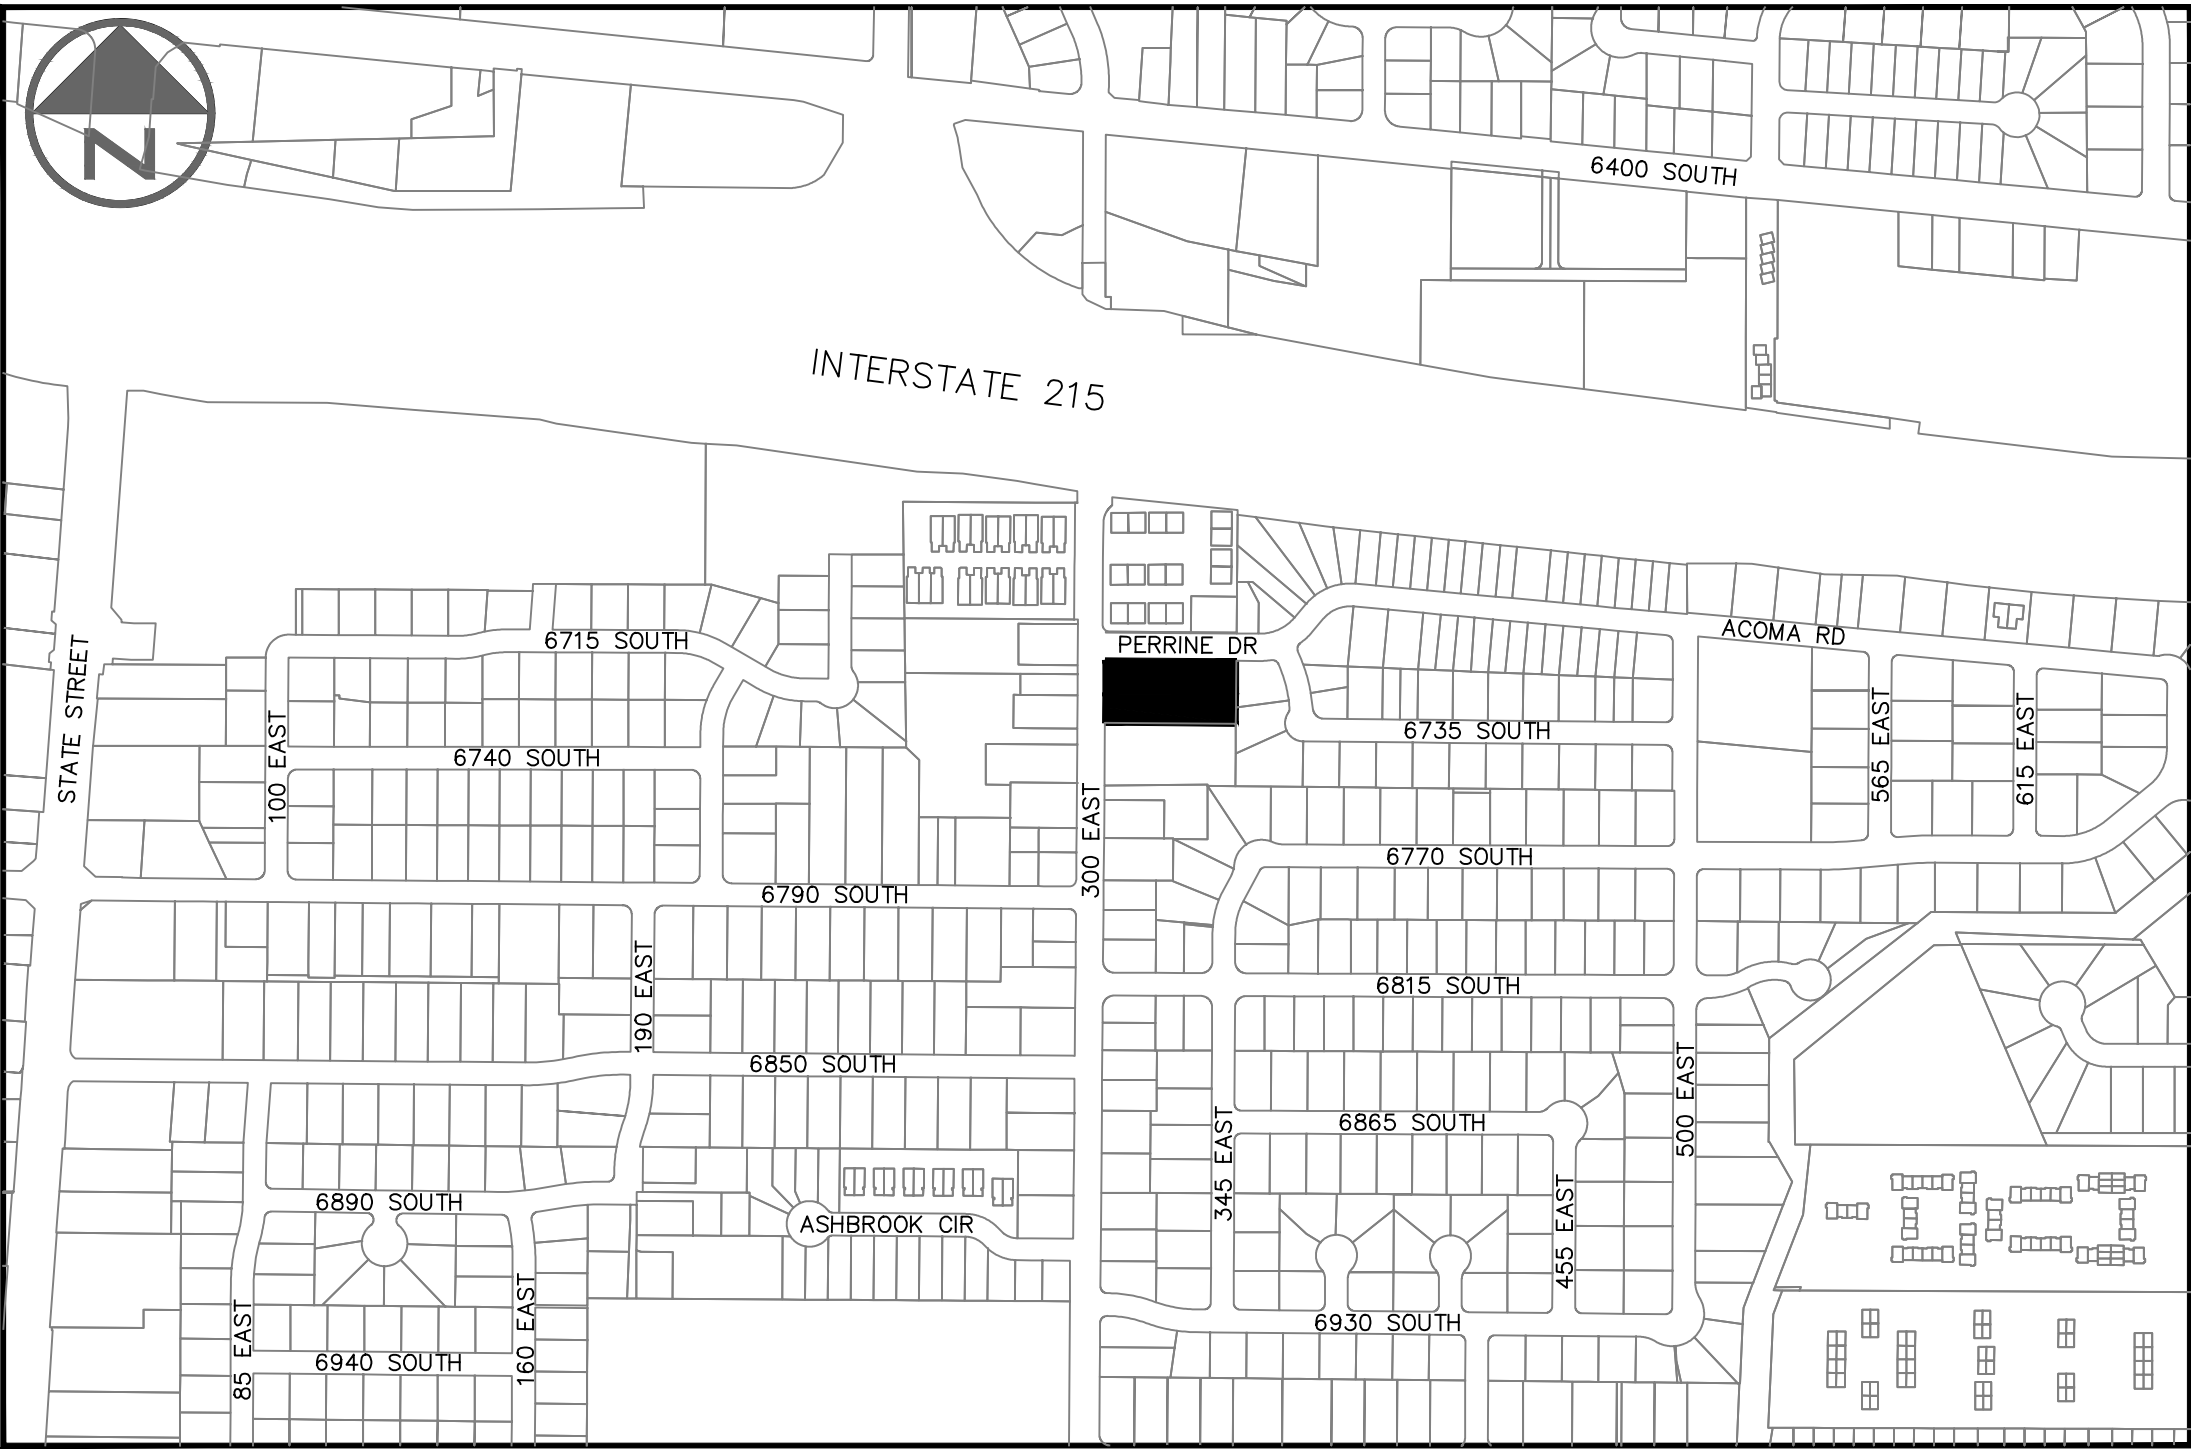 N
6400 SOUTH
INTERSTATE 215
STATE STREET
6715 SOUTH
PERRINE DR
ACOMA RD
100 EAST
6740 SOUTH
6735 SOUTH
565 EAST
615 EAST
300 EAST
6770 SOUTH
6790 SOUTH
190 EAST
6815 SOUTH
6850 SOUTH
500 EAST
6865 SOUTH
345 EAST
455 EAST
6890 SOUTH
ASHBROOK CIR
85 EAST
160 EAST
6930 SOUTH
6940 SOUTH